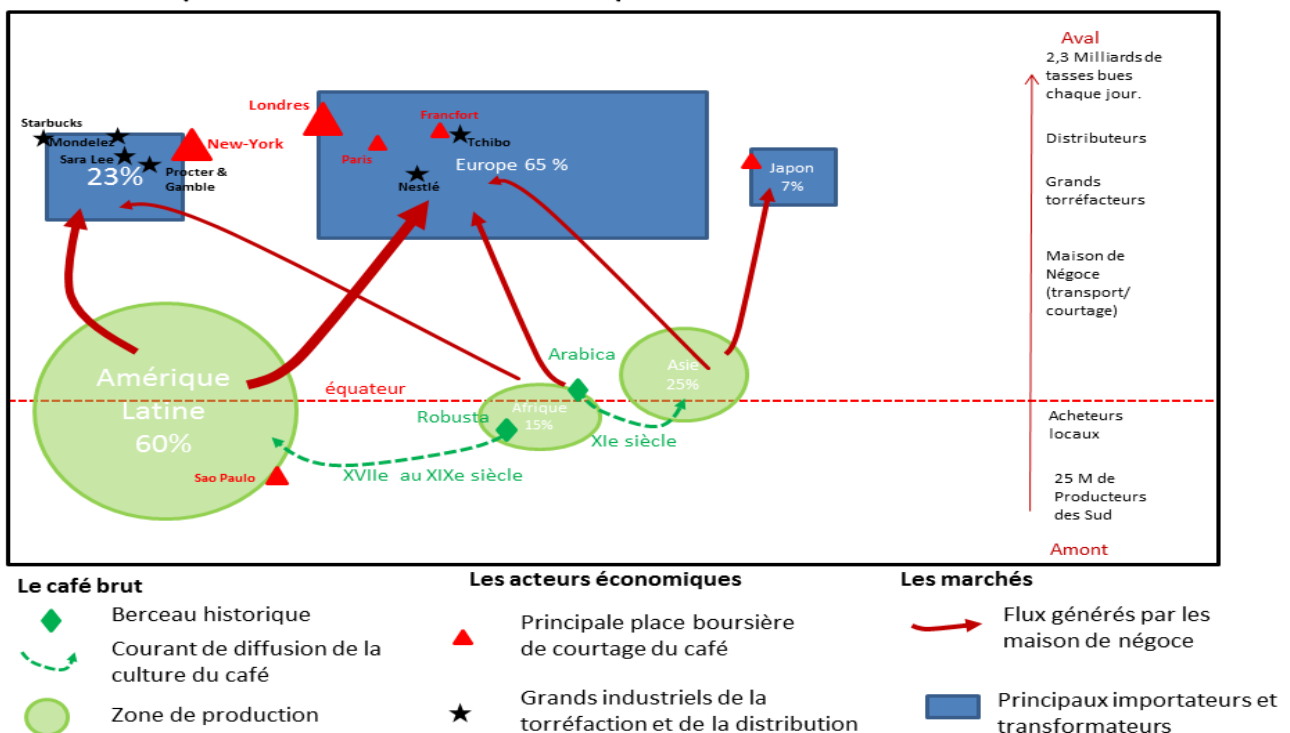 Aval
2,3 Milliards de
tasses bues
chaque jour.
Distributeurs
Grands
torréfacteurs
Maison de
Négoce
(transport/
courtage)
Acheteurs
locaux
25 M de
Producteurs
des Sud
Amont
Starbucks
Mondelez
Sara Lee
23%
Procter &
Gamble
New-York
Londres
Paris
Francfort
Tchibo
Europe 65 %
Nestlé
Japon
7%
Amérique
Latine
60%
Sao Paulo
équateur
Robusta
Arabica
Afrique
15%
Asie
25%
XIe siècle
XVIIe au XIXe siècle
Le café brut
Berceau historique
Courant de diffusion de la
culture du café
Zone de production
Les acteurs économiques
Principale place boursière
de courtage du café
Grands industriels de la
torréfaction et de la distribution
Les marchés
Flux générés par les
maison de négoce
Principaux importateurs et
transformateurs